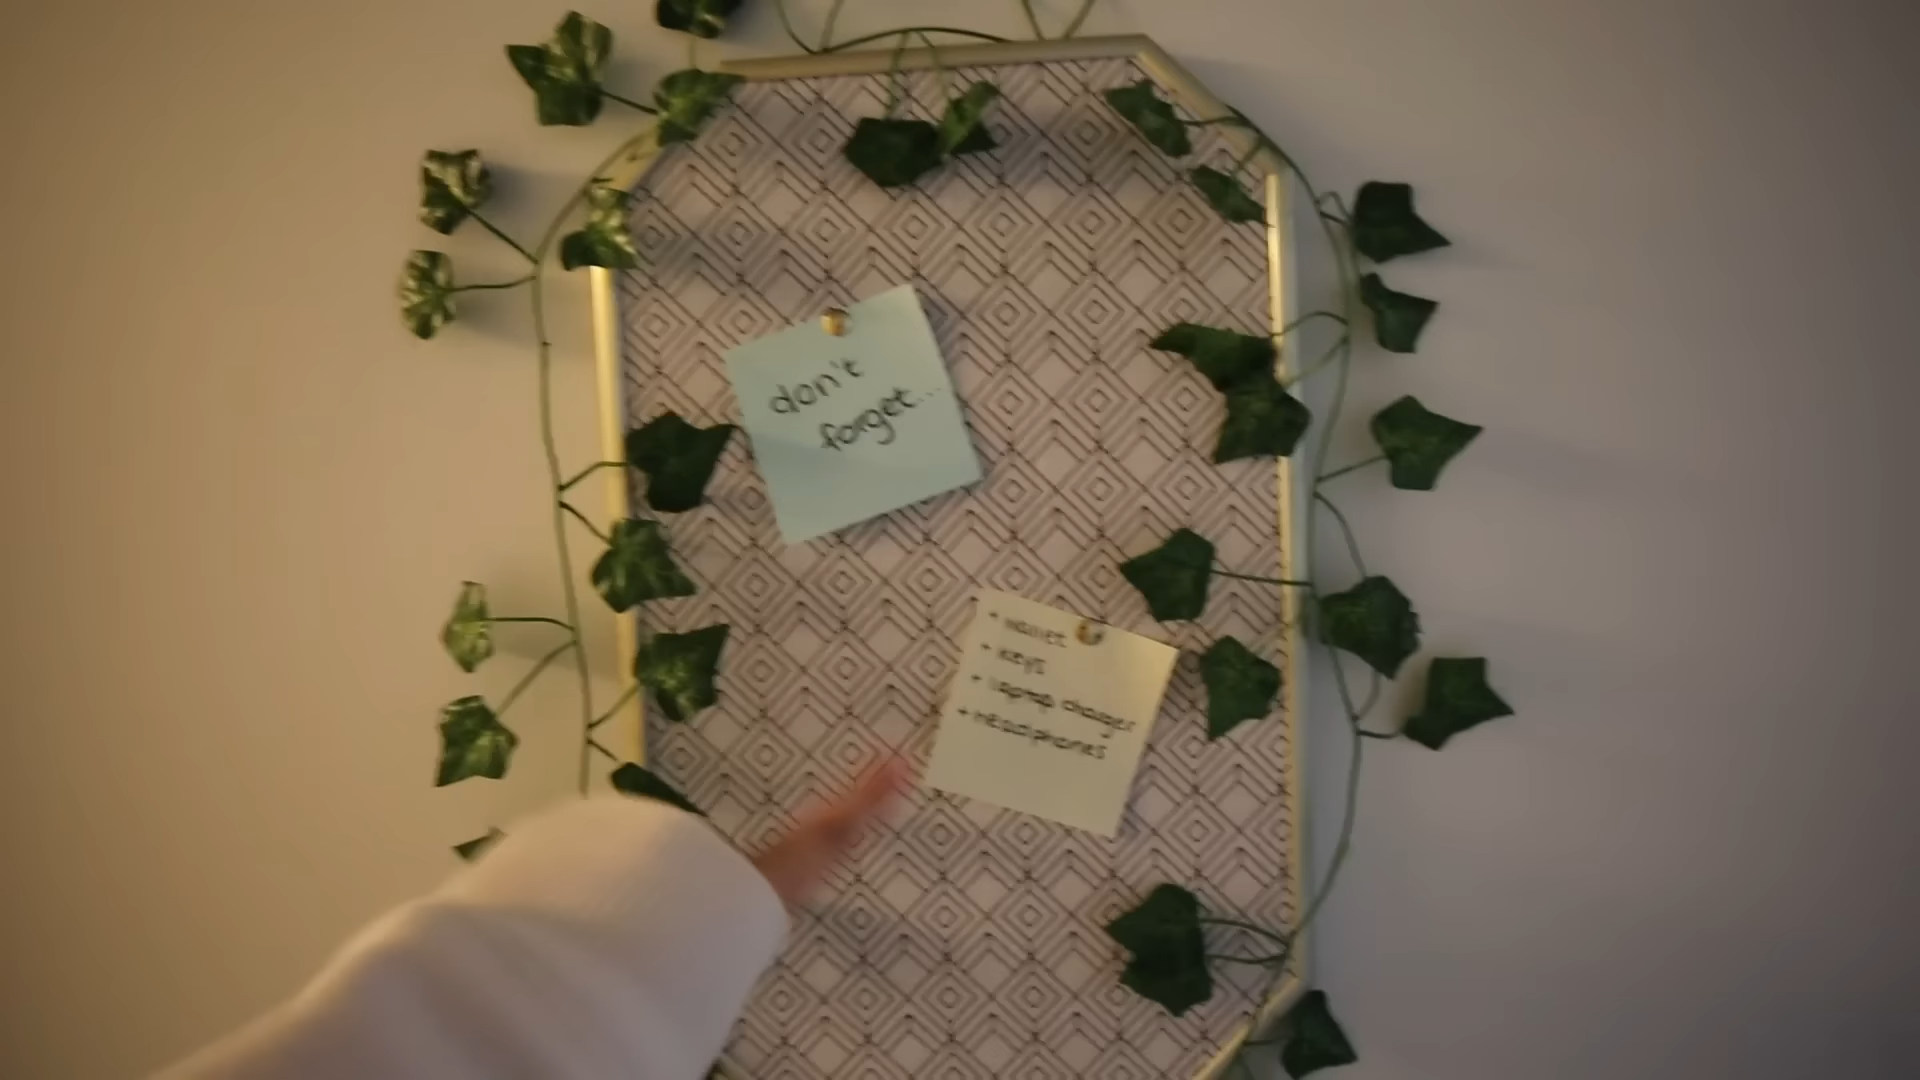 don't
forget...
• wallet
• keys
• laptop charger
• headphones